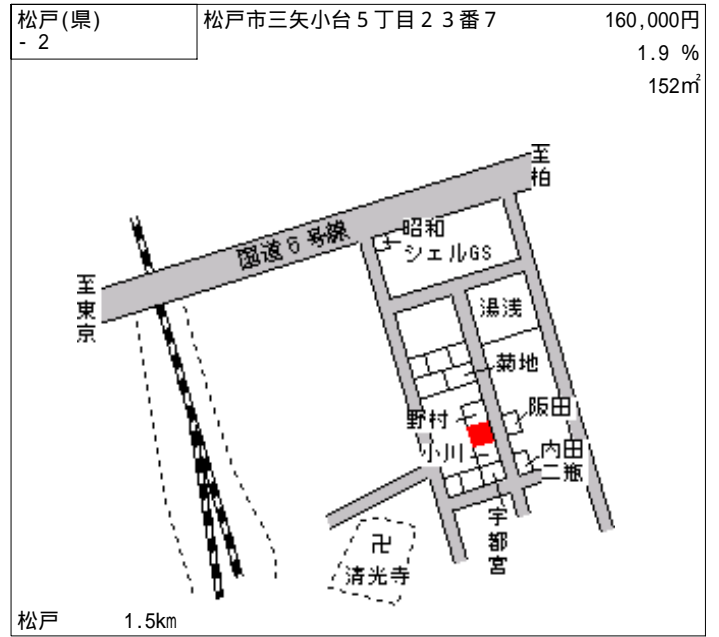 松戸(県)
- 2
松戸市三矢小台5丁目23番7
160,000円
1.9 %
152㎡
至柏
国道6号線
昭和
シェルGS
至東京
湯浅
菊地
野村
阪田
小川
内田
二瓶
宇都宮
卍
清光寺
松戸 1.5km